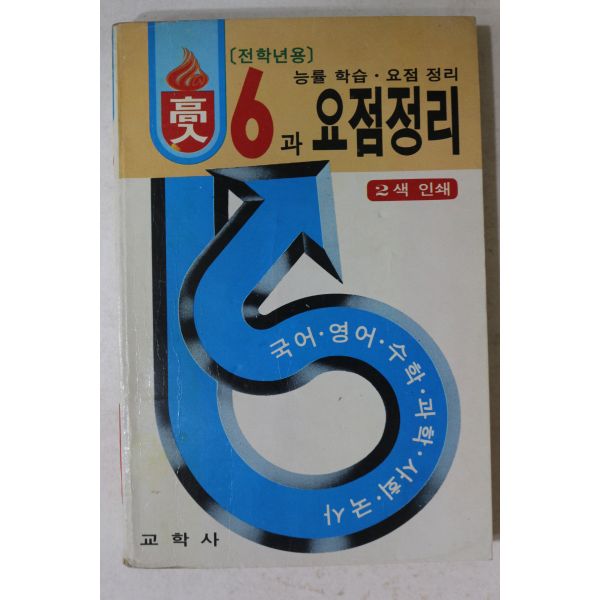 [전학년용]
능률 학습·요점 정리
高入
6과 요점정리
2색 인쇄
국어·영어·수학·과학·사회·국사
교학사